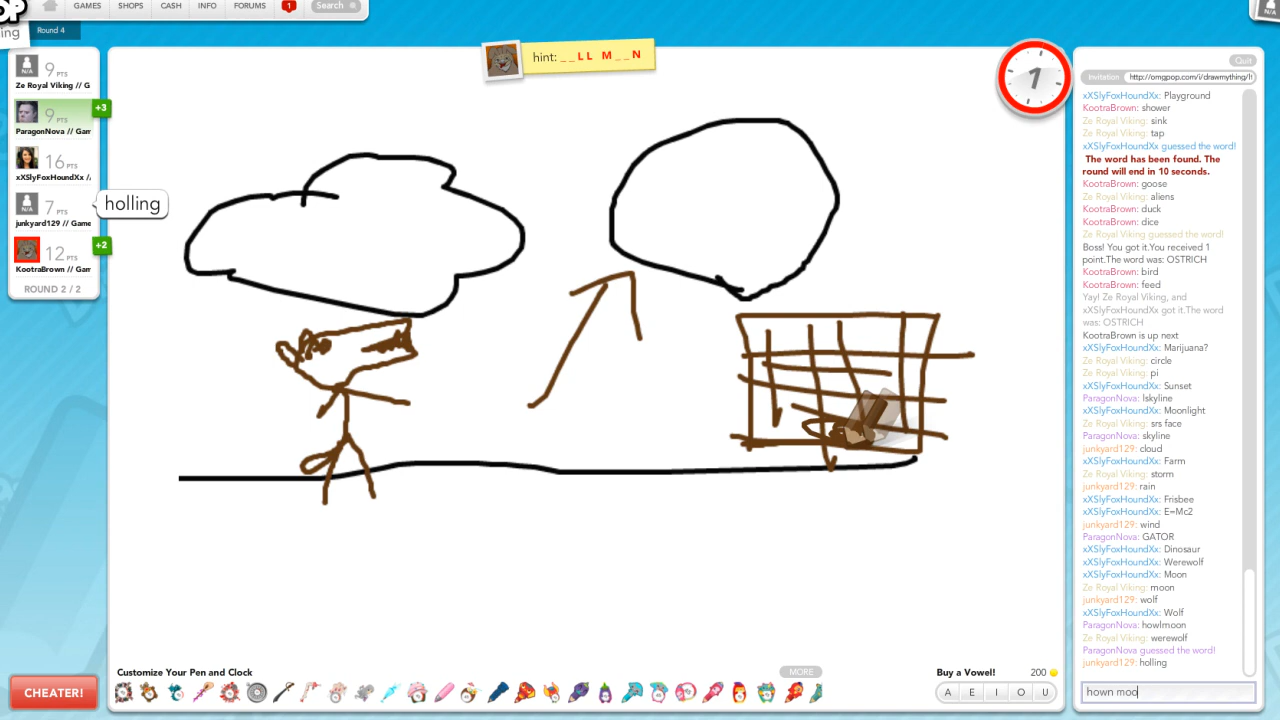 OP
GAMES SHOPS CASH INFO FORUMS 1 Search
N/A
ing
Round 4
N/A 9 PTS
Ze Royal Viking // G
9 PTS +3
ParagonNova // Gam
16 PTS
xXSlyFoxHoundXx //
N/A 7 PTS
junkyard129 // Game
12 PTS +2
KootraBrown // Gam
ROUND 2 / 2
holling
CHEATER!
hint: _ _ L L M _ _ N
1
Customize Your Pen and Clock
MORE
Buy a Vowel! 200
A E I O U
Quit
Invitation http://omgpop.com/i/drawmything/l1
xXSlyFoxHoundXx: Playground
KootraBrown: shower
Ze Royal Viking: sink
Ze Royal Viking: tap
xXSlyFoxHoundXx guessed the word!
The word has been found. The
round will end in 10 seconds.
KootraBrown: goose
Ze Royal Viking: aliens
KootraBrown: duck
KootraBrown: dice
Ze Royal Viking guessed the word!
Boss! You got it.You received 1
point.The word was: OSTRICH
KootraBrown: bird
KootraBrown: feed
Yay! Ze Royal Viking, and
xXSlyFoxHoundXx got it.The word
was: OSTRICH
KootraBrown is up next
xXSlyFoxHoundXx: Marijuana?
Ze Royal Viking: circle
Ze Royal Viking: pi
xXSlyFoxHoundXx: Sunset
ParagonNova: lskyline
xXSlyFoxHoundXx: Moonlight
Ze Royal Viking: srs face
ParagonNova: skyline
junkyard129: cloud
xXSlyFoxHoundXx: Farm
Ze Royal Viking: storm
junkyard129: rain
xXSlyFoxHoundXx: Frisbee
xXSlyFoxHoundXx: E=Mc2
junkyard129: wind
ParagonNova: GATOR
xXSlyFoxHoundXx: Dinosaur
xXSlyFoxHoundXx: Werewolf
xXSlyFoxHoundXx: Moon
Ze Royal Viking: moon
junkyard129: wolf
xXSlyFoxHoundXx: Wolf
ParagonNova: howlmoon
Ze Royal Viking: werewolf
ParagonNova guessed the word!
junkyard129: holling
hown moo